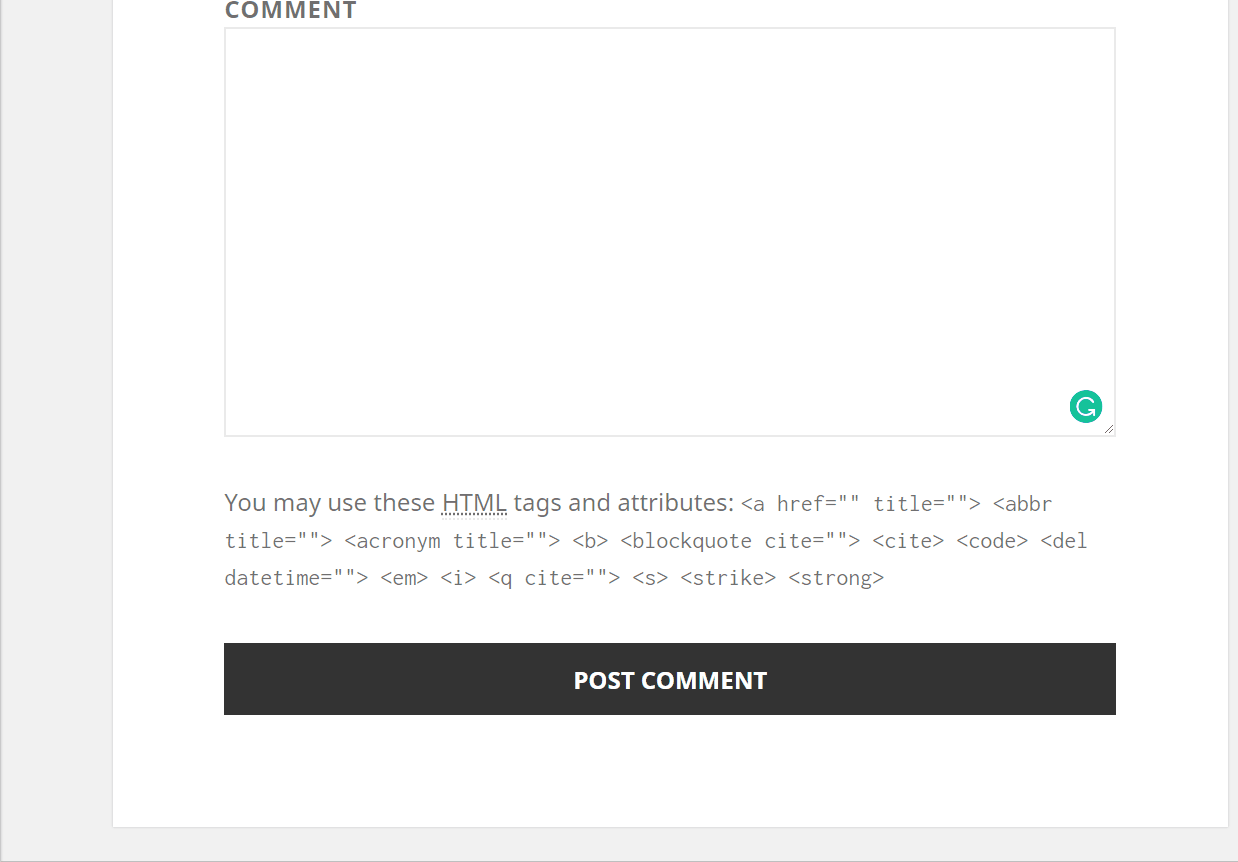 COMMENT
You may use these HTML tags and attributes: <a href="" title=""> <abbr
title=""> <acronym title=""> <b> <blockquote cite=""> <cite> <code> <del
datetime=""> <em> <i> <q cite=""> <s> <strike> <strong>
POST COMMENT